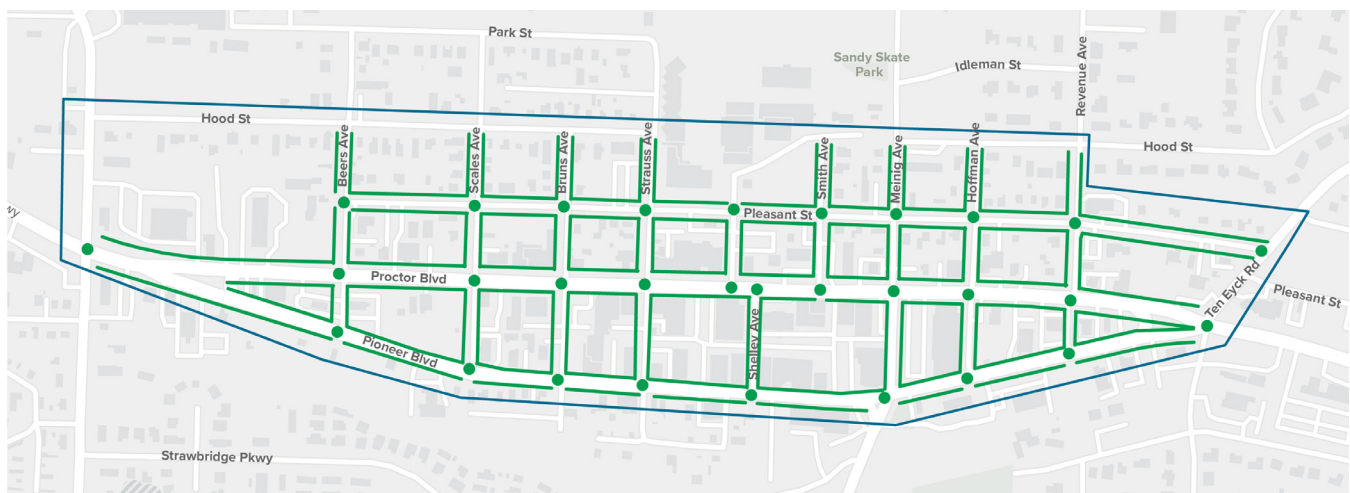 Park St
Sandy Skate
Park
Idleman St
Revenue Ave
Hood St
Hood St
Beers Ave
Scales Ave
Bruns Ave
Strauss Ave
Smith Ave
Meinig Ave
Hoffman Ave
Pleasant St
wy
Proctor Blvd
Ten Eyck Rd
Pleasant St
Shelley Ave
Pioneer Blvd
Strawbridge Pkwy